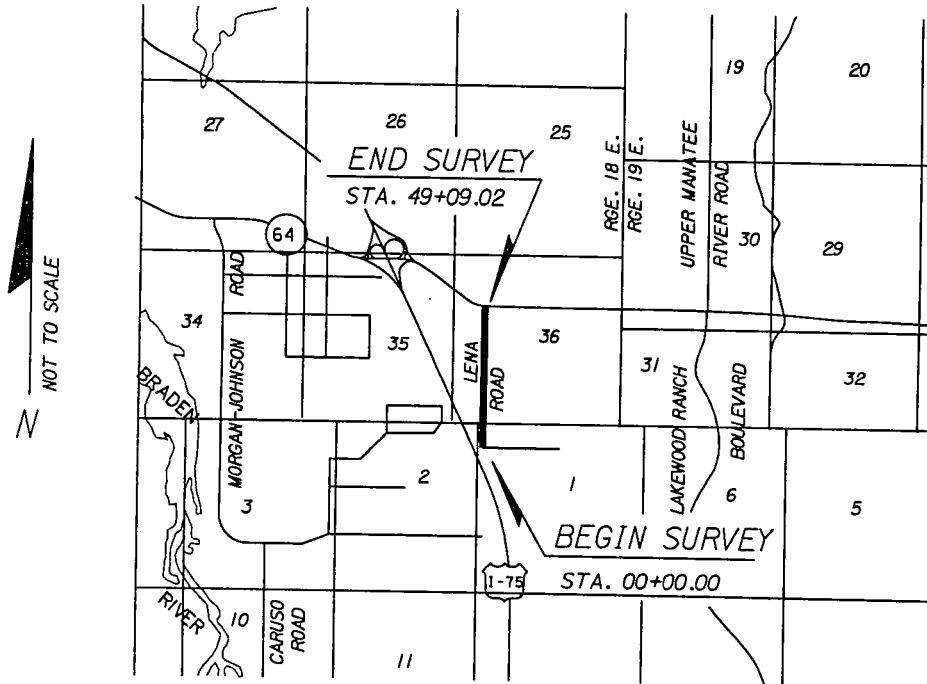 19
20
27
26
25
END SURVEY
STA. 49+09.02
RGE. 18 E.
RGE. 19 E.
UPPER MANATEE
RIVER ROAD
30
29
64
NOT TO SCALE
N
34
MORGAN-JOHNSON
ROAD
35
LENA
ROAD
36
31
32
BRADEN
RIVER
LAKEWOOD RANCH
BOULEVARD
3
2
1
6
5
BEGIN SURVEY
STA. 00+00.00
I-75
10
CARUSO
ROAD
11